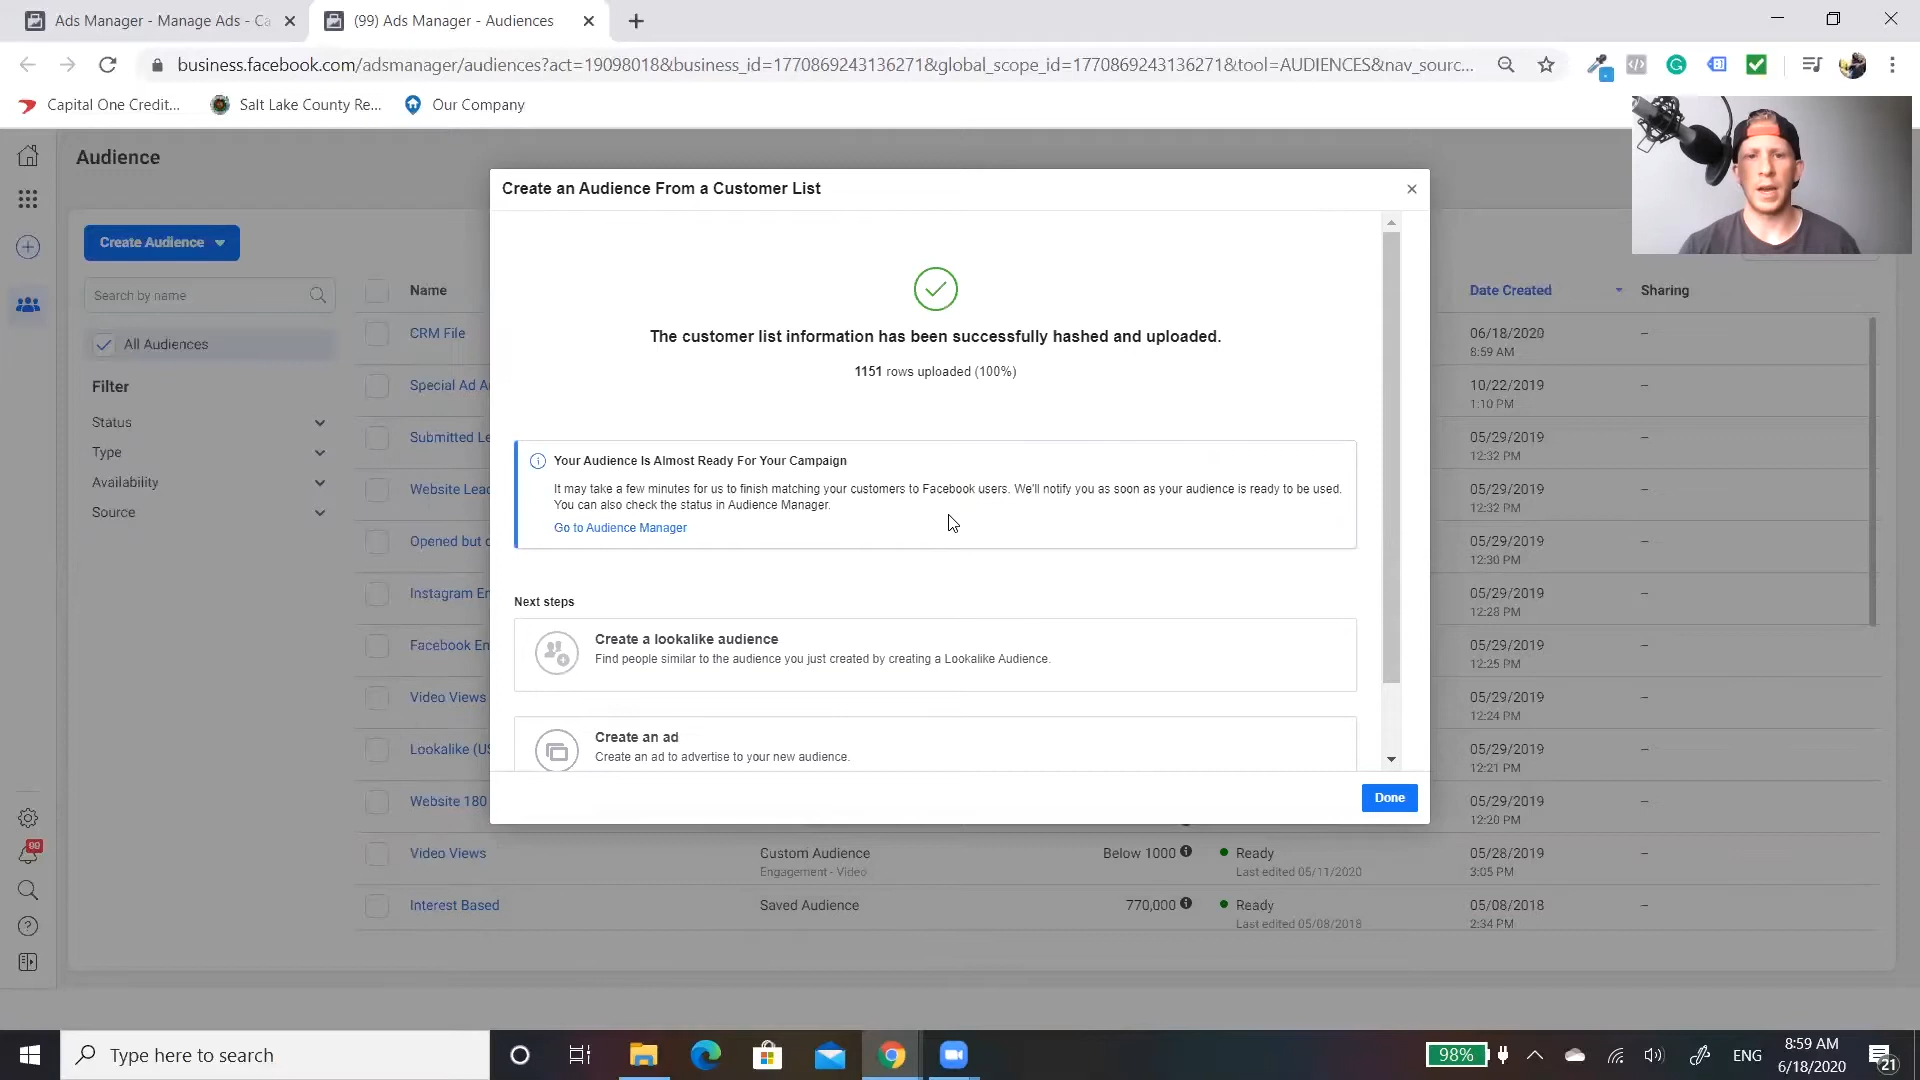 Ads Manager - Manage Ads - Ca
(99) Ads Manager - Audiences
business.facebook.com/adsmanager/audiences?act=19098018&business_id=1770869243136271&global_scope_id=1770869243136271&tool=AUDIENCES&nav_sourc...
Capital One Credit...
Salt Lake County Re...
Our Company
Audience
Create an Audience From a Customer List
Create Audience
Search by name
Name
Date Created
Sharing
The customer list information has been successfully hashed and uploaded.
1151 rows uploaded (100%)
All Audiences
Filter
Status
Type
Availability
Source
CRM File
06/18/2020
–
8:59 AM
Special Ad A
10/22/2019
–
1:10 PM
Submitted Le
05/29/2019
–
12:32 PM
Website Lead
05/29/2019
–
12:32 PM
Opened but
05/29/2019
–
12:30 PM
Instagram En
05/29/2019
–
12:28 PM
Facebook En
05/29/2019
–
12:25 PM
Video Views
05/29/2019
–
12:24 PM
Lookalike (US
05/29/2019
–
12:21 PM
Website 180
05/29/2019
–
12:20 PM
Video Views
Custom Audience
Engagement - Video
Below 1000
Ready
Last edited 05/11/2020
05/28/2019
–
3:05 PM
Interest Based
Saved Audience
770,000
Ready
Last edited 05/08/2018
05/08/2018
–
2:34 PM
Your Audience Is Almost Ready For Your Campaign
It may take a few minutes for us to finish matching your customers to Facebook users. We'll notify you as soon as your audience is ready to be used.
You can also check the status in Audience Manager.
Go to Audience Manager
Next steps
Create a lookalike audience
Find people similar to the audience you just created by creating a Lookalike Audience.
Create an ad
Create an ad to advertise to your new audience.
Done
99
Type here to search
98%
ENG
8:59 AM
6/18/2020
21